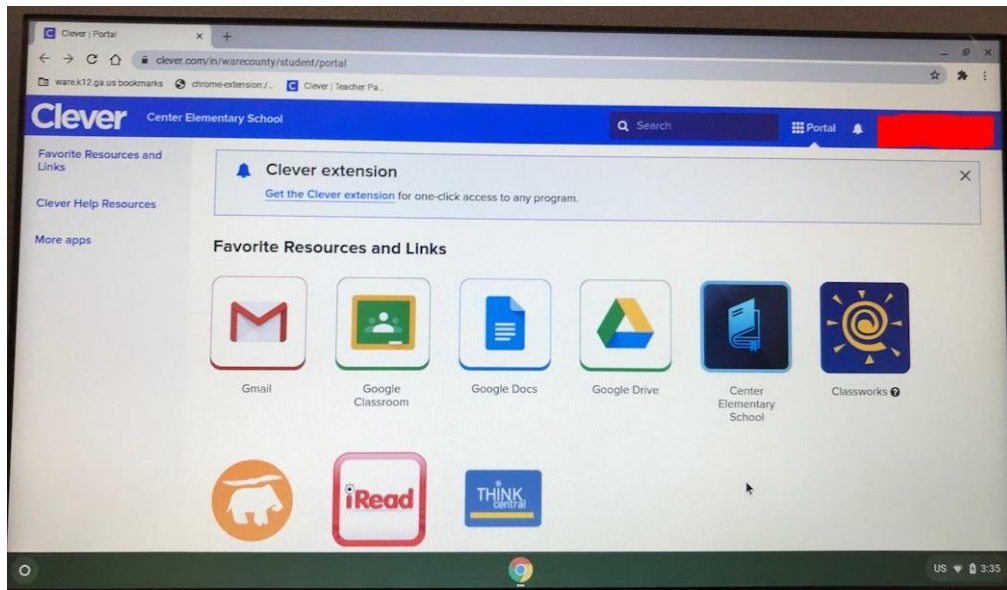 Clever | Portal
clever.com/in/warecounty/student/portal
ware.k12.ga.us bookmarks chrome-extension:/... Clever | Teacher Pa...
Clever Center Elementary School Search Portal
Favorite Resources and
Links
Clever Help Resources
More apps
Clever extension
Get the Clever extension for one-click access to any program.
Favorite Resources and Links
Gmail
Google
Classroom
Google Docs
Google Drive
Center
Elementary
School
Classworks
iRead
THINK
central
US 3:35